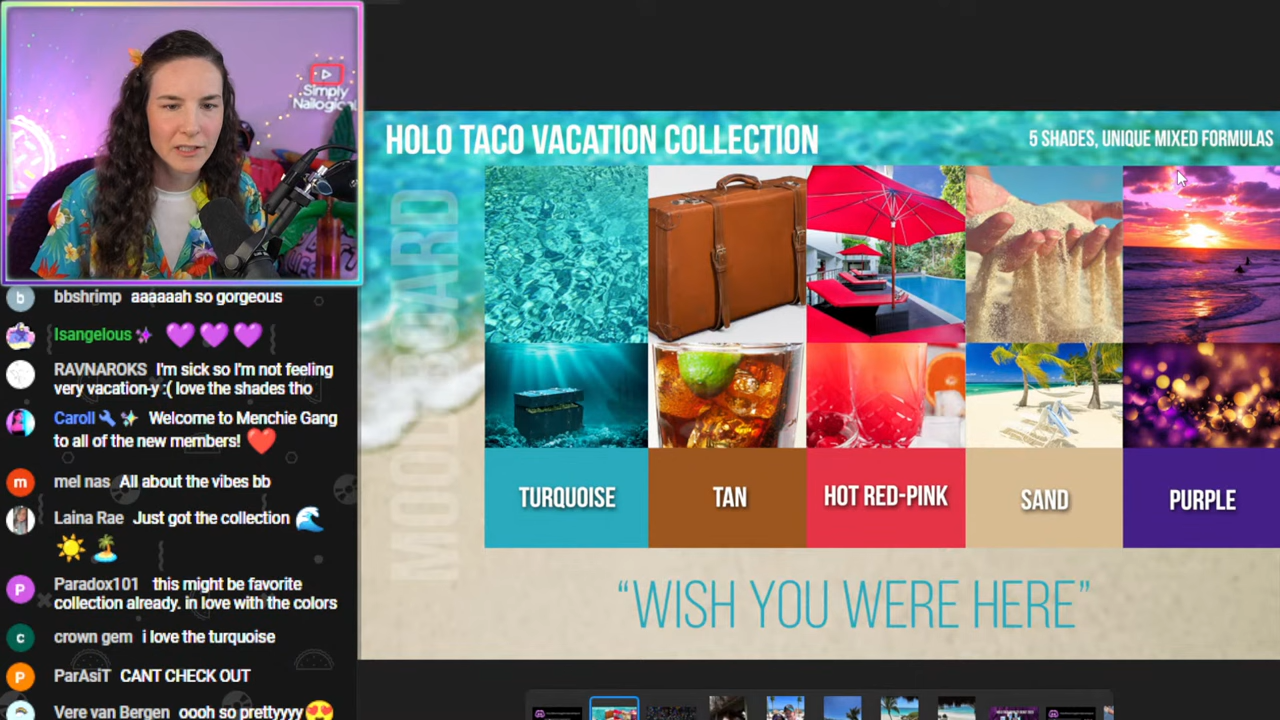 Simply
Nailogical
bbshrimp aaaaaah so gorgeous
Isangelous 💜💜💜
RAVNAROKS I'm sick so I'm not feeling
very vacation-y :( love the shades tho
Caroll Welcome to Menchie Gang
to all of the new members! ❤️
mel nas All about the vibes bb
Laina Rae Just got the collection 🌊
☀️🏝️
Paradox101 this might be favorite
collection already. in love with the colors
crown gem i love the turquoise
ParAsiT CANT CHECK OUT
Vere van Bergen oooh so prettyyyy 😍
HOLO TACO VACATION COLLECTION
5 SHADES, UNIQUE MIXED FORMULAS
MOODBOARD
TURQUOISE
TAN
HOT RED-PINK
SAND
PURPLE
“WISH YOU WERE HERE”